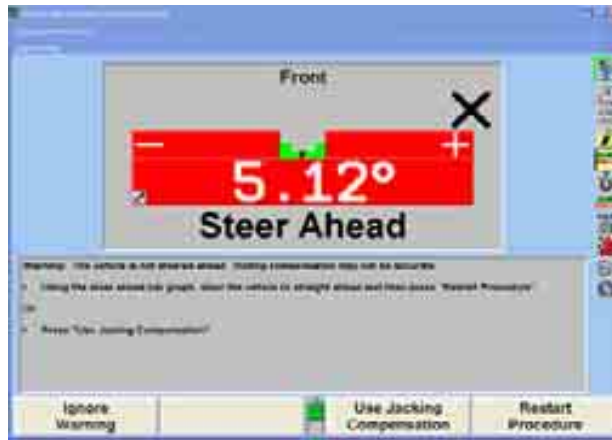 Front
− +
5.12°
Steer Ahead
Warning: The vehicle is not steered ahead. Rolling compensation may not be accurate.
• Using the steer ahead bar graph, steer the vehicle to straight ahead and then press "Restart Procedure"
OR
• Press "Use Jacking Compensation"
Ignore Warning
Use Jacking Compensation
Restart Procedure